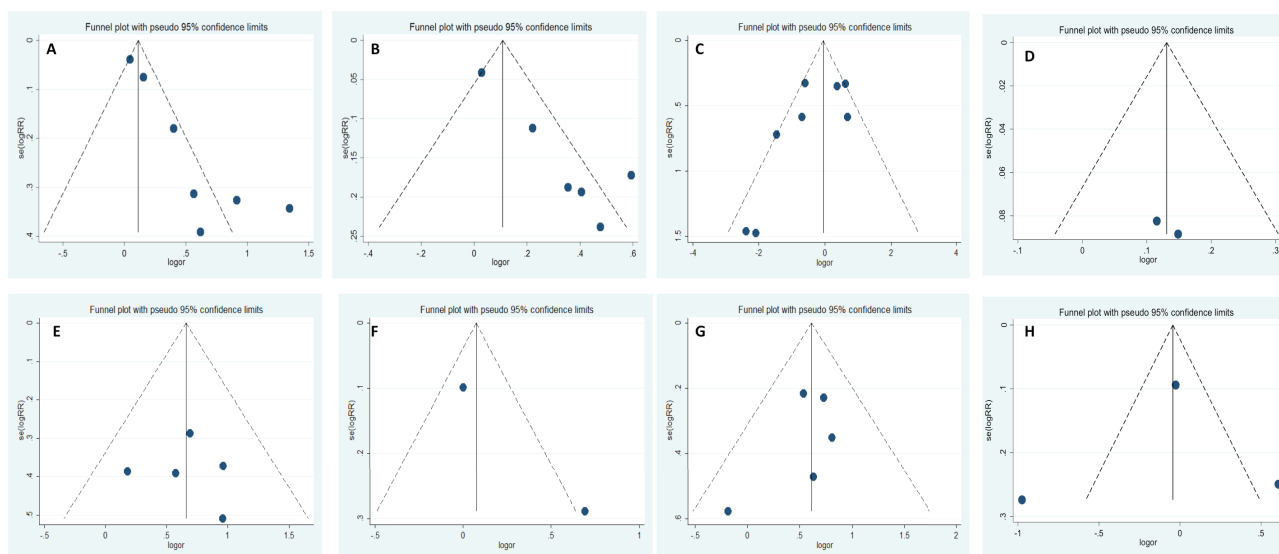 Funnel plot with pseudo 95% confidence limits
A
se(logRR)
0
.1
.2
.3
.4
-.5
0
.5
1
1.5
logor
Funnel plot with pseudo 95% confidence limits
B
se(logRR)
0
.05
.1
.15
.2
.25
-.4
-.2
0
.2
.4
.6
logor
Funnel plot with pseudo 95% confidence limits
C
se(logRR)
0
.5
1
1.5
-4
-2
0
2
4
logor
Funnel plot with pseudo 95% confidence limits
D
se(logRR)
0
.02
.04
.06
.08
-.1
0
.1
.2
.3
logor
Funnel plot with pseudo 95% confidence limits
E
se(logRR)
0
.1
.2
.3
.4
.5
-.5
0
.5
1
1.5
logor
Funnel plot with pseudo 95% confidence limits
F
se(logRR)
0
.1
.2
.3
-.5
0
.5
1
logor
Funnel plot with pseudo 95% confidence limits
G
se(logRR)
0
.2
.4
.6
-.5
0
.5
1
1.5
2
logor
Funnel plot with pseudo 95% confidence limits
H
se(logRR)
0
.1
.2
.3
-1
-.5
0
.5
logor